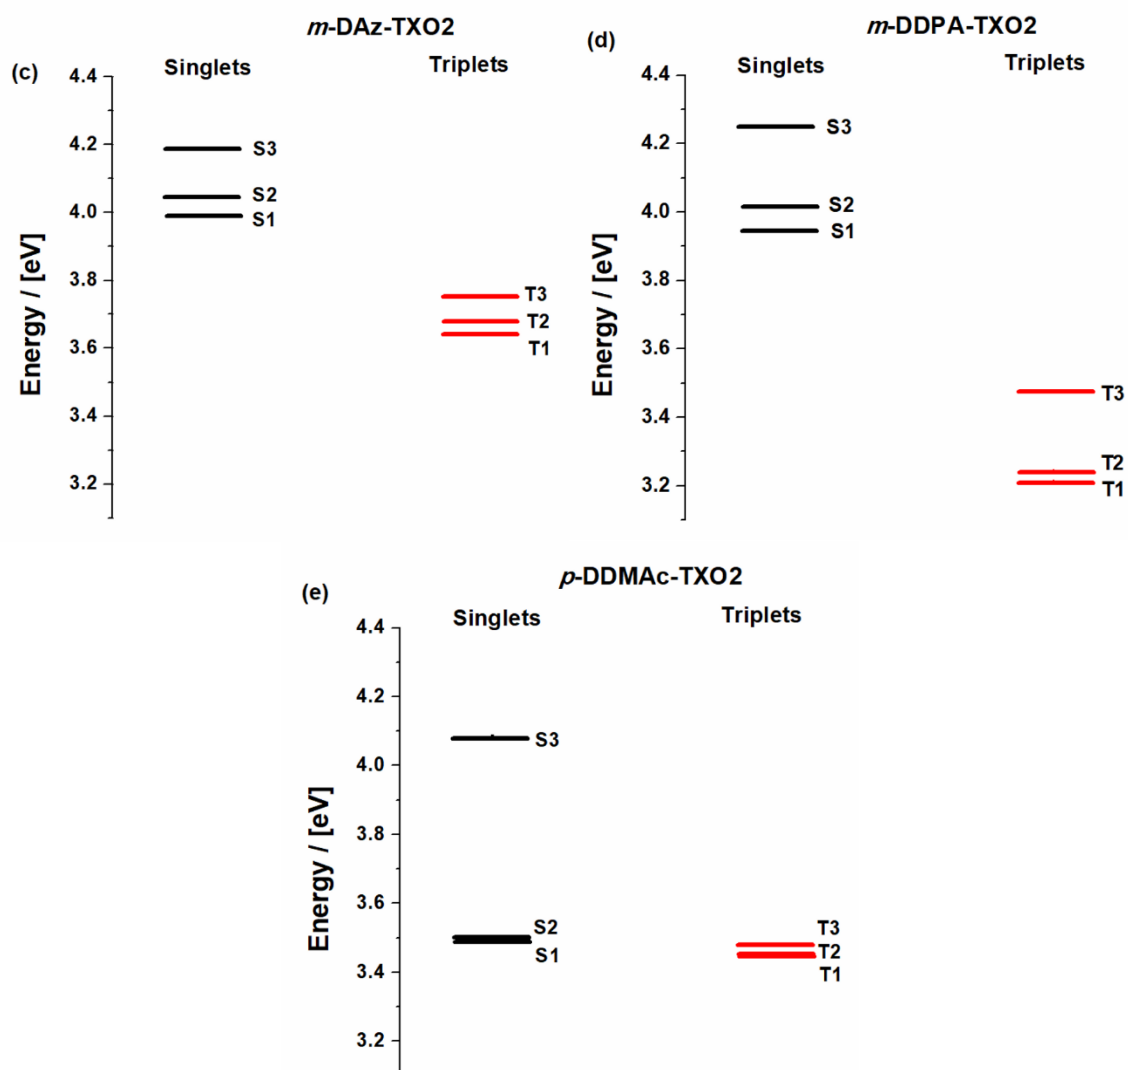 m-DAz-TXO2
(c)
Singlets
Triplets
4.4
4.2
4.0
3.8
3.6
3.4
3.2
Energy / [eV]
S3
S2
S1
T3
T2
T1
m-DDPA-TXO2
(d)
Singlets
Triplets
4.4
4.2
4.0
3.8
3.6
3.4
3.2
Energy / [eV]
S3
S2
S1
T3
T2
T1
p-DDMAc-TXO2
(e)
Singlets
Triplets
4.4
4.2
4.0
3.8
3.6
3.4
3.2
Energy / [eV]
S3
S2
S1
T3
T2
T1